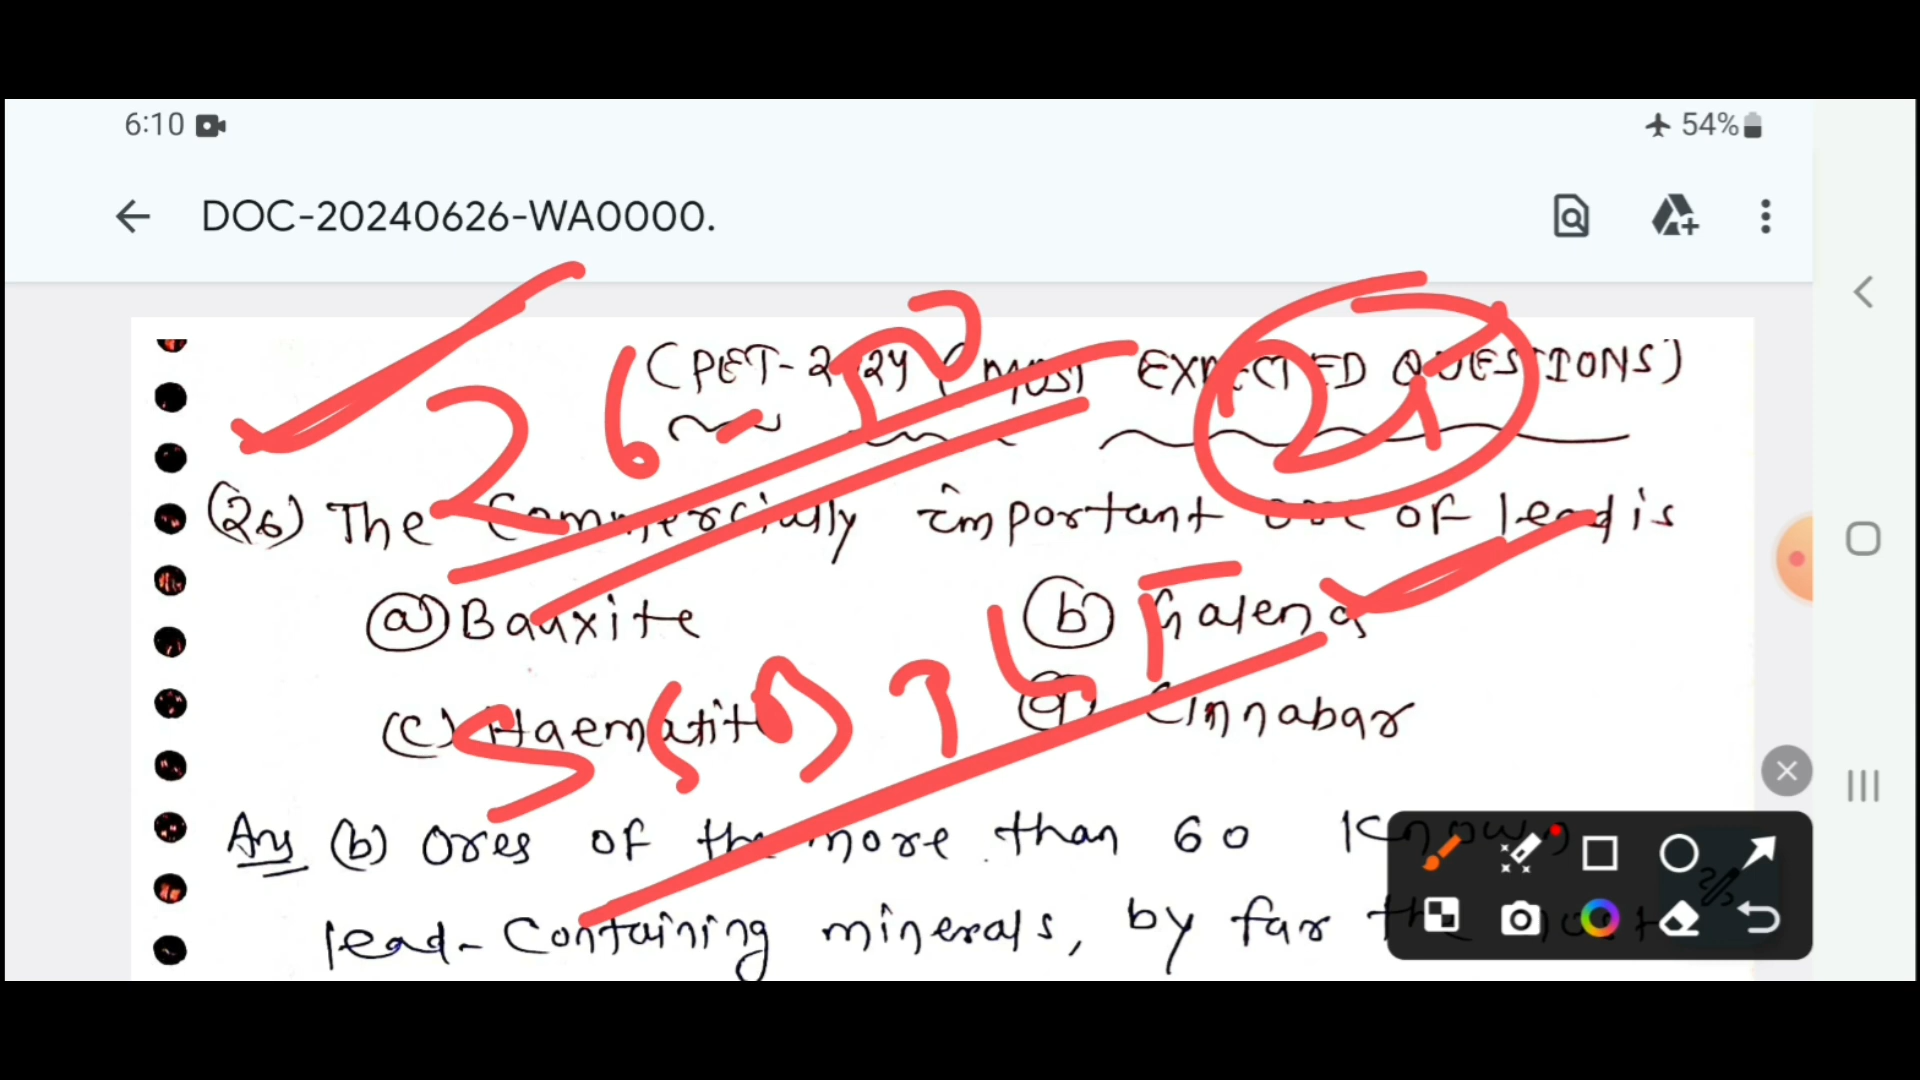 6:10
54%
DOC-20240626-WA0000.
(PET-2024 (MOST EXPECTED QUESTIONS)
(26) The Commercially important ore of lead is
(a) Bauxite
(b) Galena
(c) Haematite
(d) Cinnabar
Ans (b) Ores of the more than 60 Known
lead-Containing minerals, by far the most